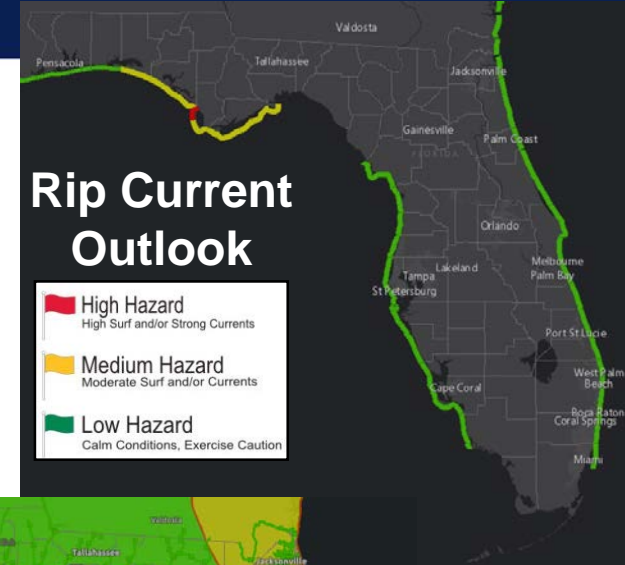 Valdosta
Pensacola
Tallahassee
Jacksonville
Gainesville
Palm Coast
FLORIDA
Rip Current
Outlook
Orlando
Melbourne
Palm Bay
Lakeland
Tampa
St Petersburg
High Hazard
High Surf and/or Strong Currents
Medium Hazard
Moderate Surf and/or Currents
Low Hazard
Calm Conditions, Exercise Caution
Port St Lucie
West Palm
Beach
Cape Coral
Boca Raton
Coral Springs
Miami
Valdosta
Tallahassee
Jacksonville